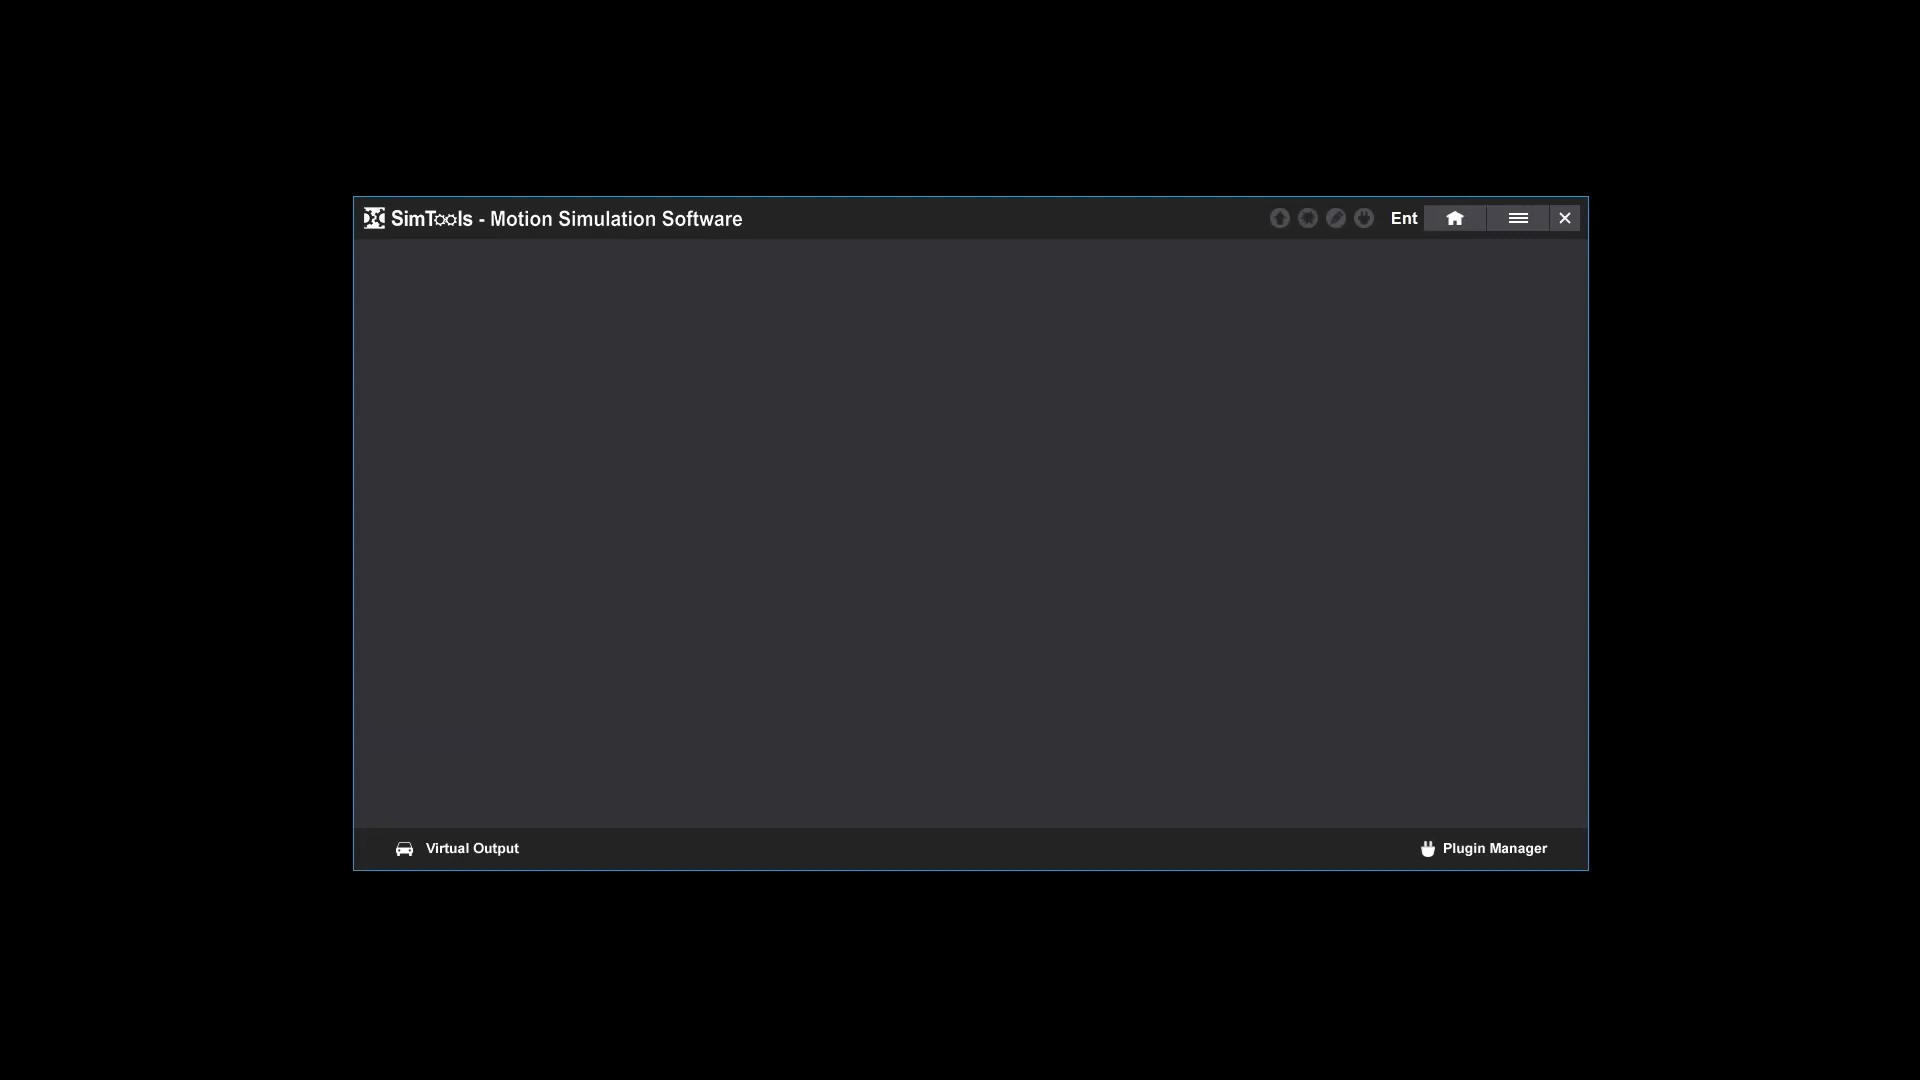 SimTools - Motion Simulation Software
Ent
Virtual Output
Plugin Manager